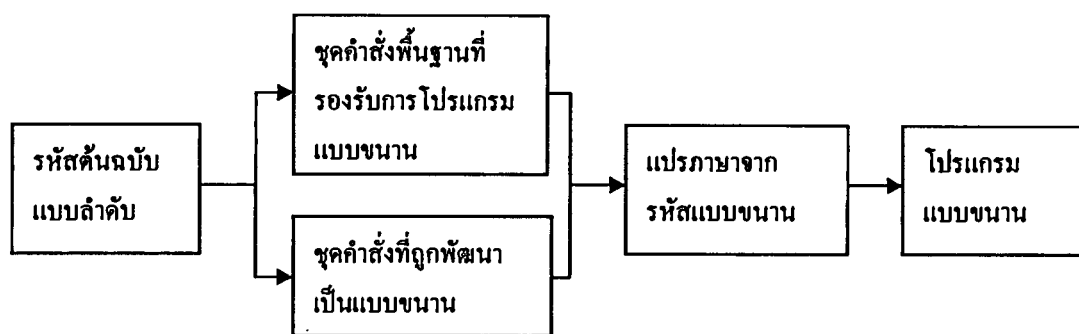 รหัสต้นฉบับ
แบบลำดับ
ชุดคำสั่งพื้นฐานที่
รองรับการโปรแกรม
แบบขนาน
ชุดคำสั่งที่ถูกพัฒนา
เป็นแบบขนาน
แปรภาษาจาก
รหัสแบบขนาน
โปรแกรม
แบบขนาน